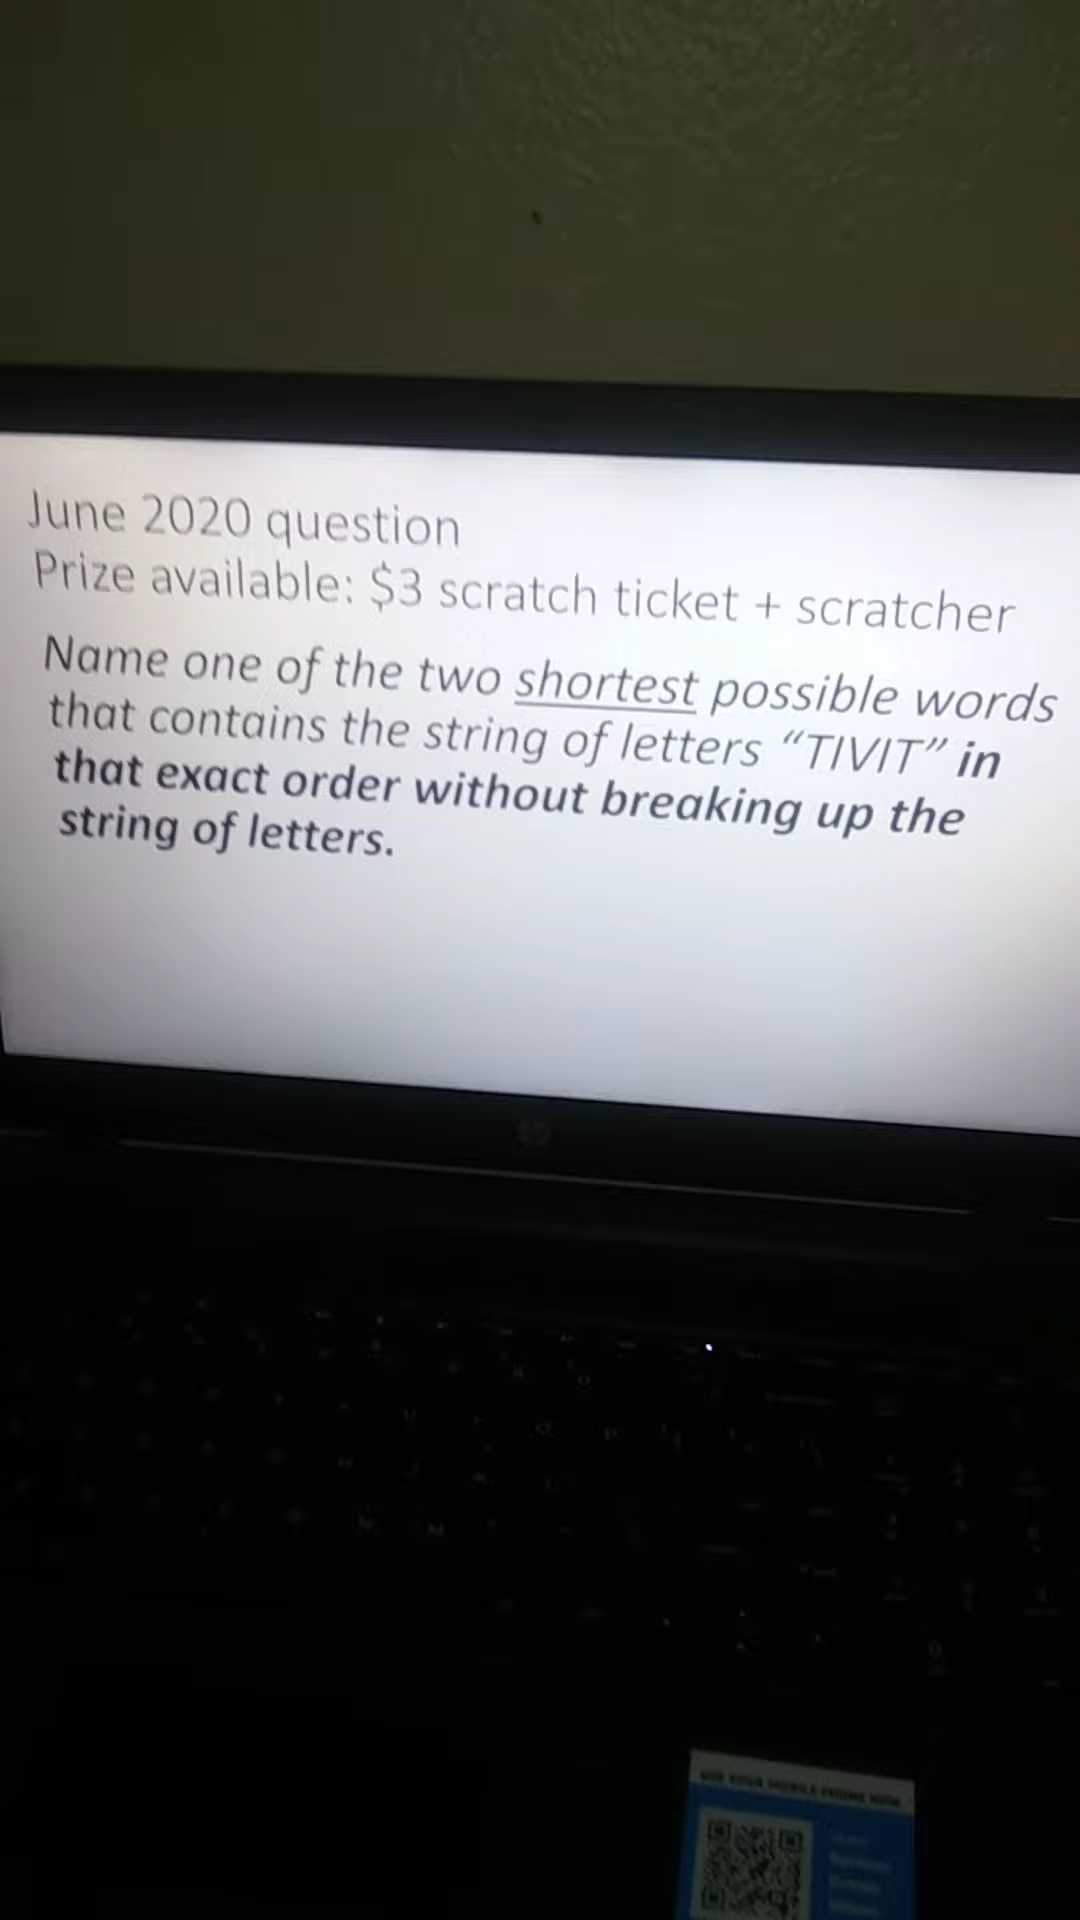 June 2020 question
Prize available: $3 scratch ticket + scratcher
Name one of the two shortest possible words
that contains the string of letters “TIVIT” in
that exact order without breaking up the
string of letters.